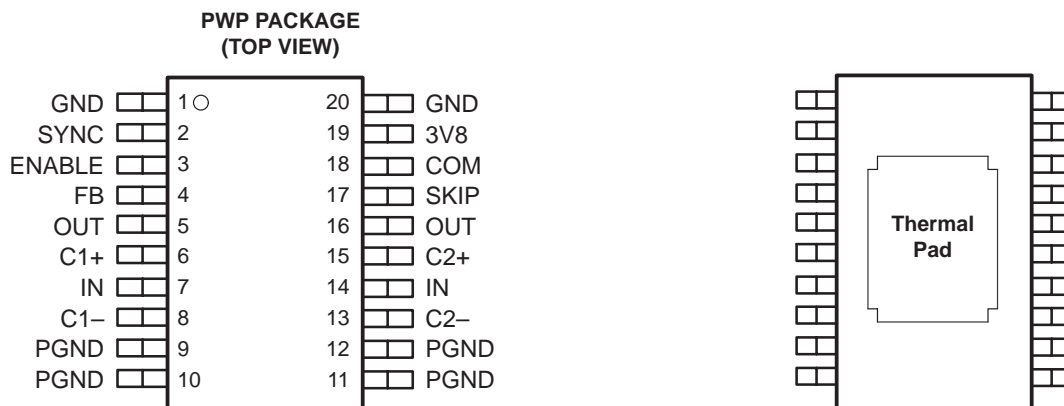 PWP PACKAGE
(TOP VIEW)
GND 1 20 GND
SYNC 2 19 3V8
ENABLE 3 18 COM
FB 4 17 SKIP
OUT 5 16 OUT
C1+ 6 15 C2+
IN 7 14 IN
C1– 8 13 C2–
PGND 9 12 PGND
PGND 10 11 PGND
Thermal
Pad